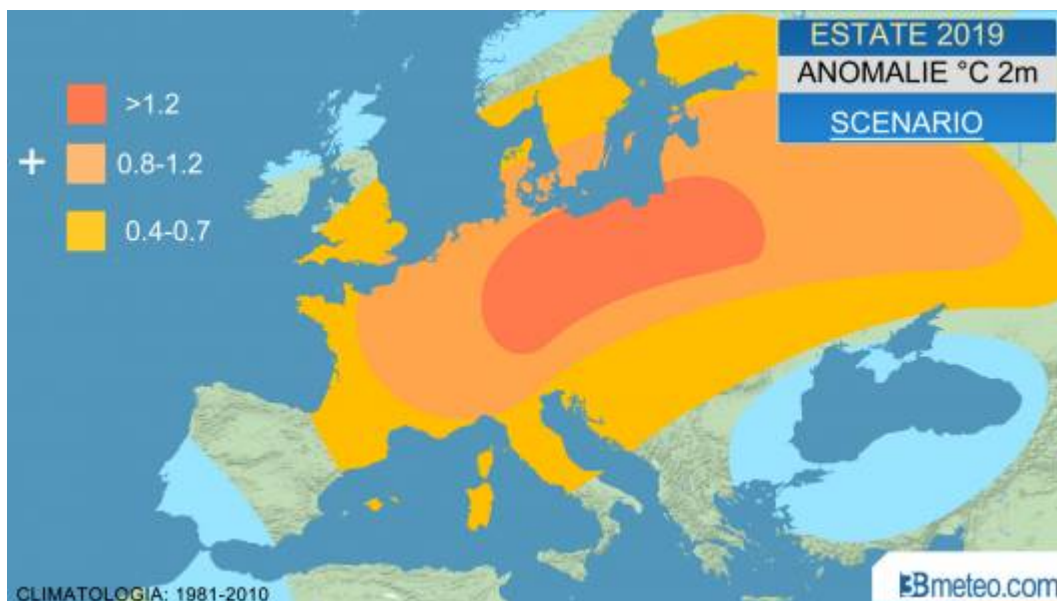 ESTATE 2019
ANOMALIE °C 2m
SCENARIO
>1.2
+ 0.8-1.2
0.4-0.7
CLIMATOLOGIA: 1981-2010
3Bmeteo.com